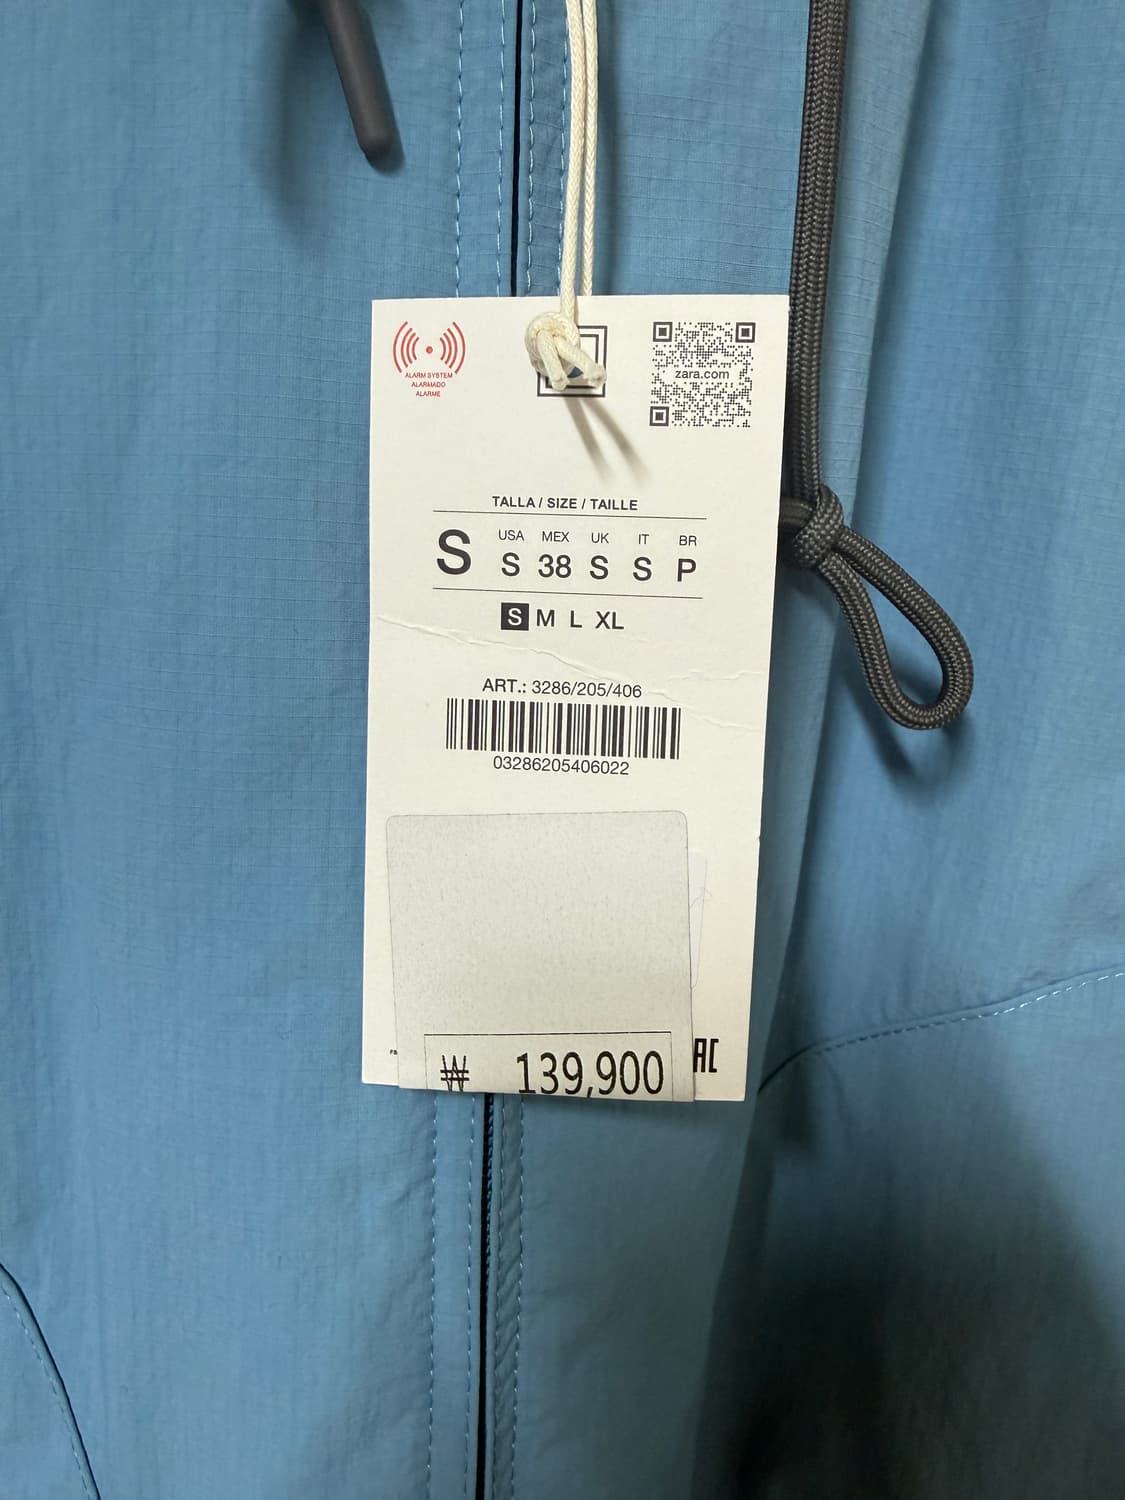 ALARM SYSTEM
ALARMADO
ALARME
zara.com
TALLA / SIZE / TAILLE
S
USA MEX UK IT BR
S 38 S S P
S M L XL
ART.: 3286/205/406
03286205406022
₩ 139,900